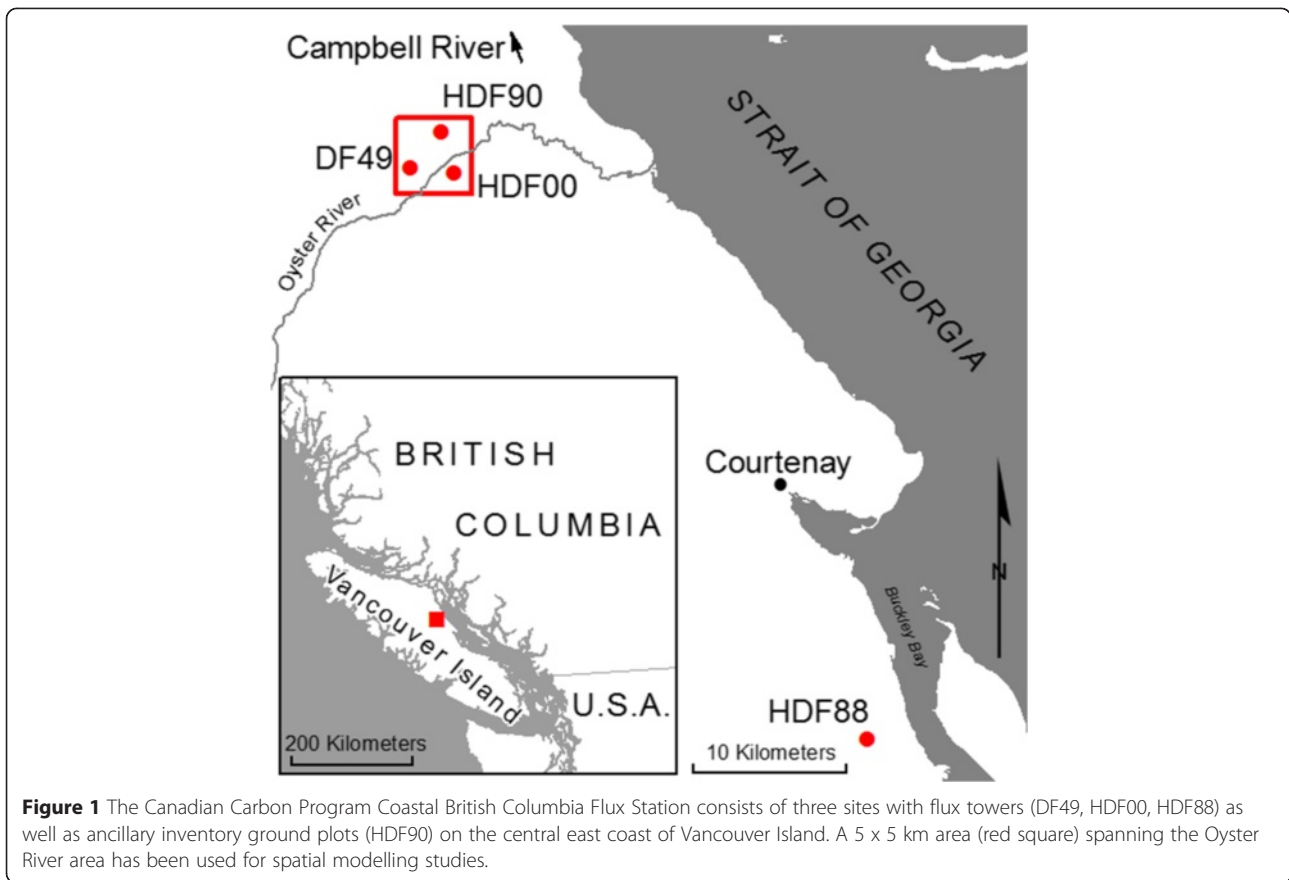 Campbell River
HDF90
DF49
HDF00
Oyster River
STRAIT OF GEORGIA
BRITISH
COLUMBIA
Vancouver Island
U.S.A.
200 Kilometers
Courtenay
N
Buckley Bay
HDF88
10 Kilometers
Figure 1 The Canadian Carbon Program Coastal British Columbia Flux Station consists of three sites with flux towers (DF49, HDF00, HDF88) as
well as ancillary inventory ground plots (HDF90) on the central east coast of Vancouver Island. A 5 x 5 km area (red square) spanning the Oyster
River area has been used for spatial modelling studies.